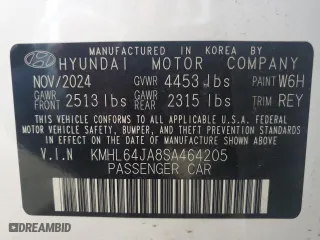 MANUFACTURED IN KOREA
BY HYUNDAI MOTOR COMPANY
NOV/2024 GVWR 4453 lbs PAINT W6H
GAWR FRONT 2513 lbs GAWR REAR 2315 lbs TRIM REY
THIS VEHICLE CONFORMS TO ALL APPLICABLE U.S. FEDERAL
MOTOR VEHICLE SAFETY, BUMPER, AND THEFT PREVENTION STANDARDS
IN EFFECT ON THE DATE OF MANUFACTURE SHOWN ABOVE.
V.I.N KMHL64JA8SA464205
PASSENGER CAR
DIDDEALERSHIP.COM